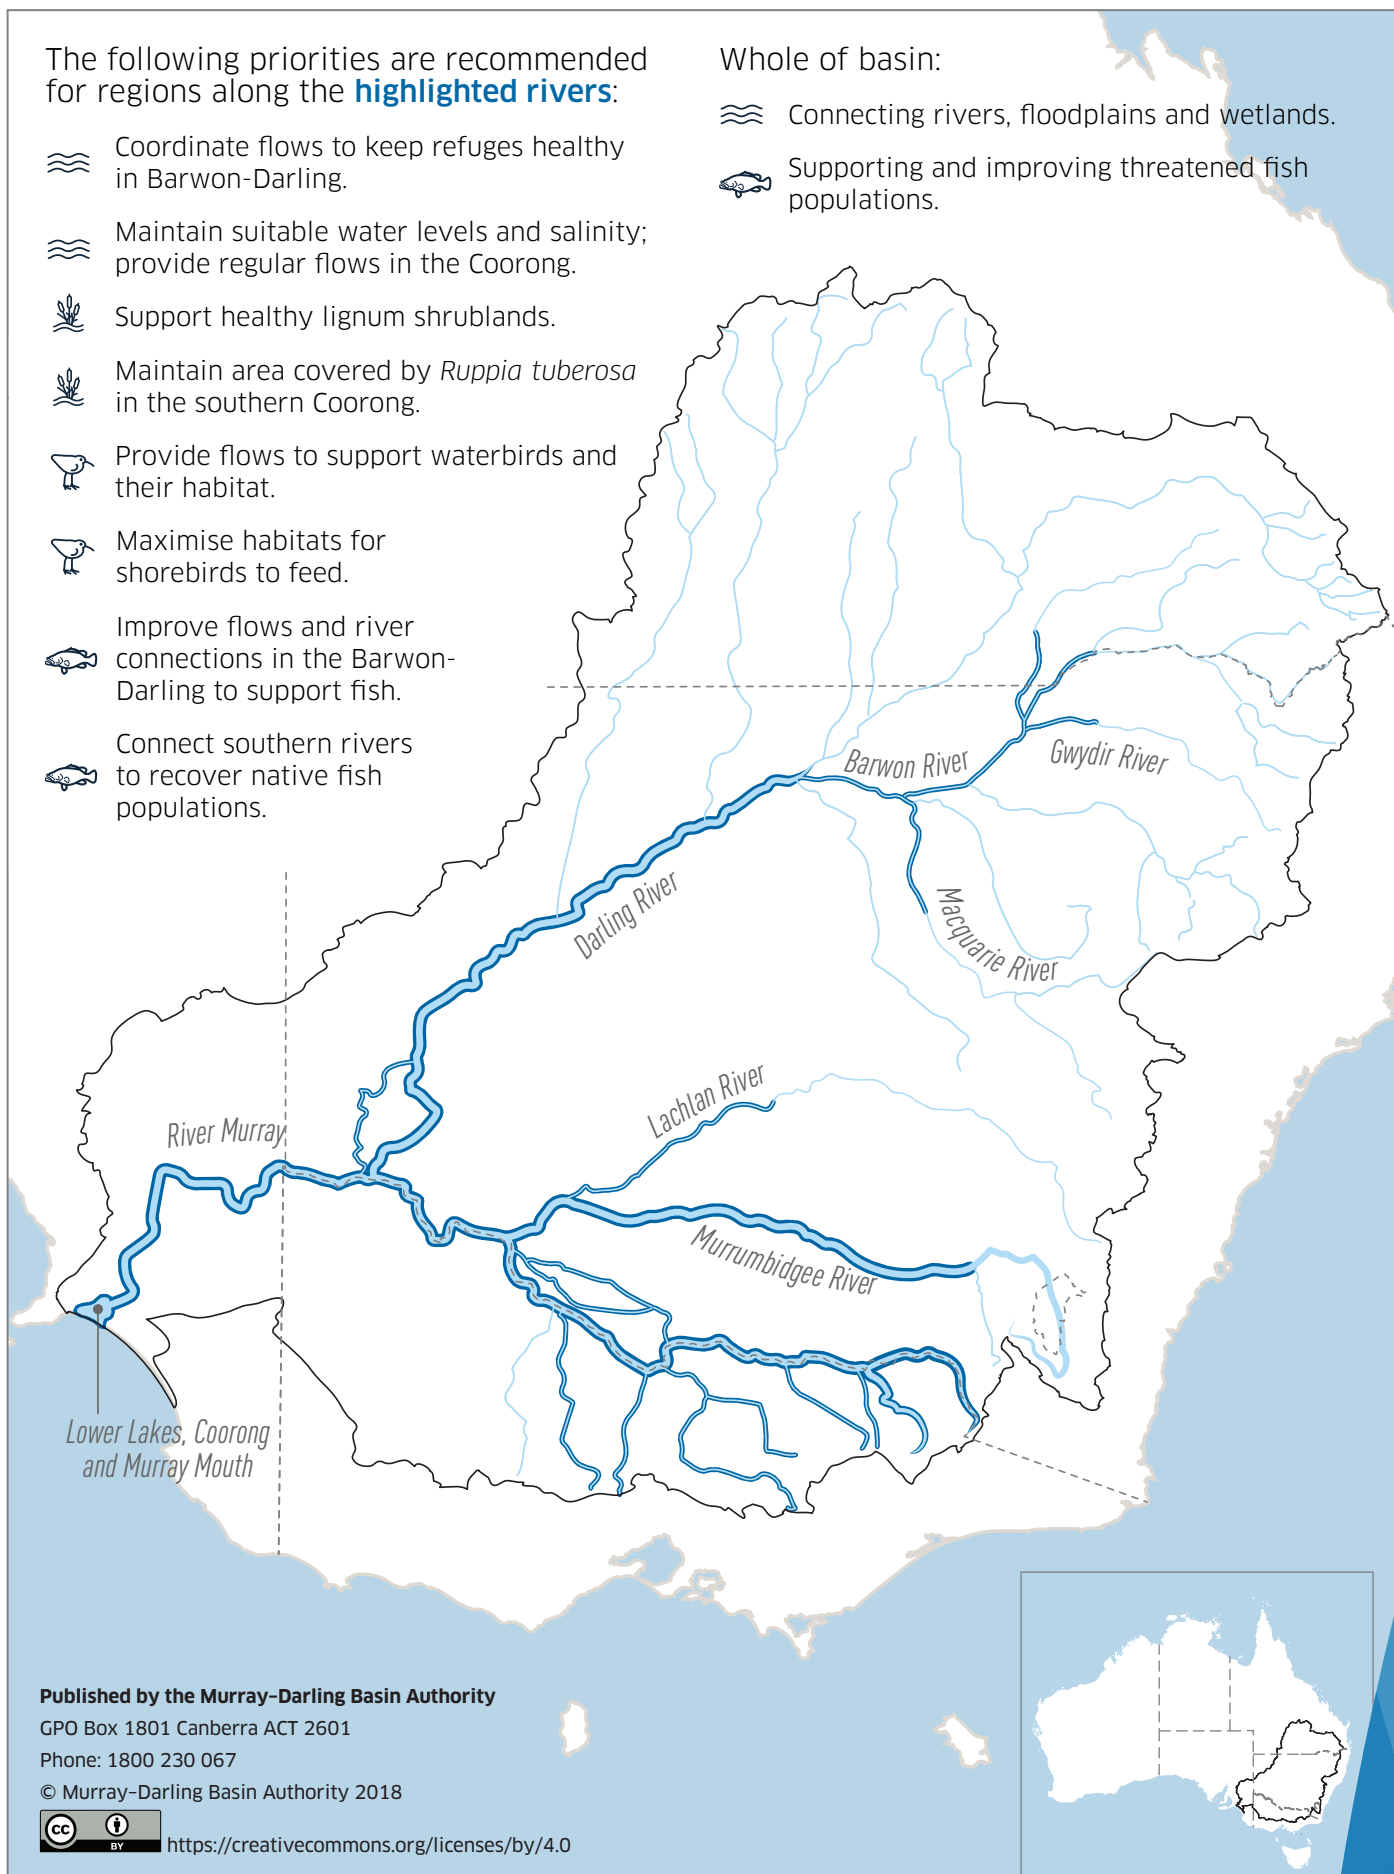 The following priorities are recommended
for regions along the highlighted rivers:
Coordinate flows to keep refuges healthy
in Barwon-Darling.
Maintain suitable water levels and salinity;
provide regular flows in the Coorong.
Support healthy lignum shrublands.
Maintain area covered by Ruppia tuberosa
in the southern Coorong.
Provide flows to support waterbirds and
their habitat.
Maximise habitats for
shorebirds to feed.
Improve flows and river
connections in the Barwon-
Darling to support fish.
Connect southern rivers
to recover native fish
populations.
Whole of basin:
Connecting rivers, floodplains and wetlands.
Supporting and improving threatened fish
populations.
Barwon River
Gwydir River
Darling River
Macquarie River
Lachlan River
River Murray
Murrumbidgee River
Lower Lakes, Coorong
and Murray Mouth
Published by the Murray–Darling Basin Authority
GPO Box 1801 Canberra ACT 2601
Phone: 1800 230 067
© Murray–Darling Basin Authority 2018
cc
BY
https://creativecommons.org/licenses/by/4.0